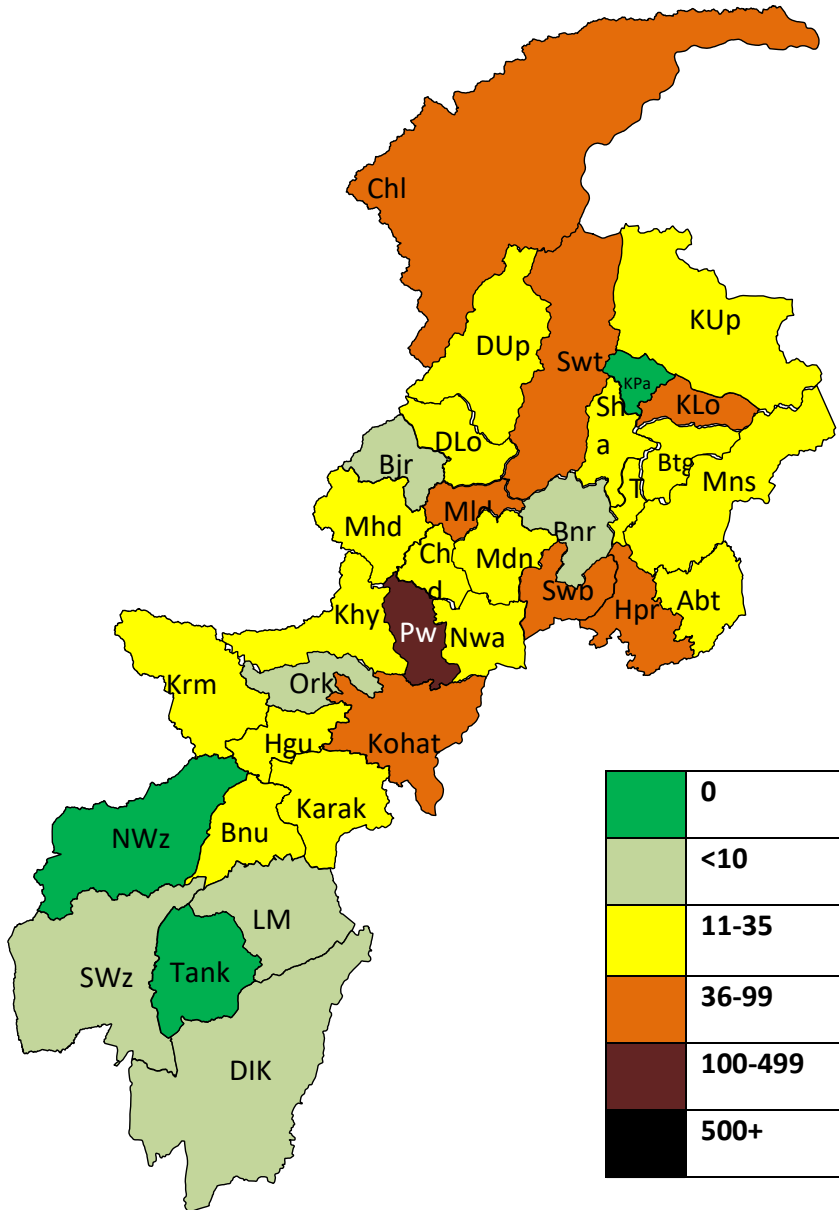 Chl
KUp
DUp
Swt
KPa
KLo
Sh
a
DLo
Btg
Bjr
T
Mns
Mld
Mhd
Bnr
Ch
d
Mdn
Swb
Abt
Hpr
Khy
Pw
Nwa
Krm
Ork
Hgu
Kohat
Karak
NWz
Bnu
LM
SWz
Tank
DIK
0
<10
11-35
36-99
100-499
500+